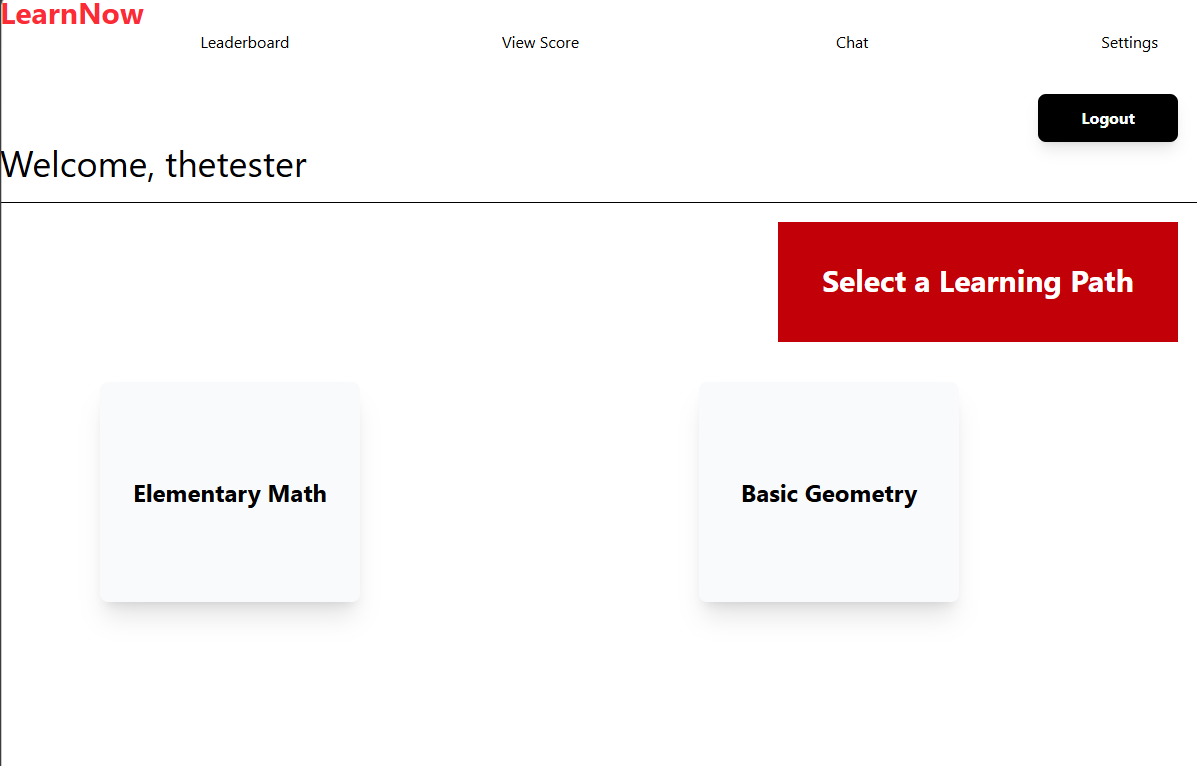 LearnNow
Leaderboard View Score Chat Settings
Logout
Welcome, thetester
Select a Learning Path
Elementary Math Basic Geometry